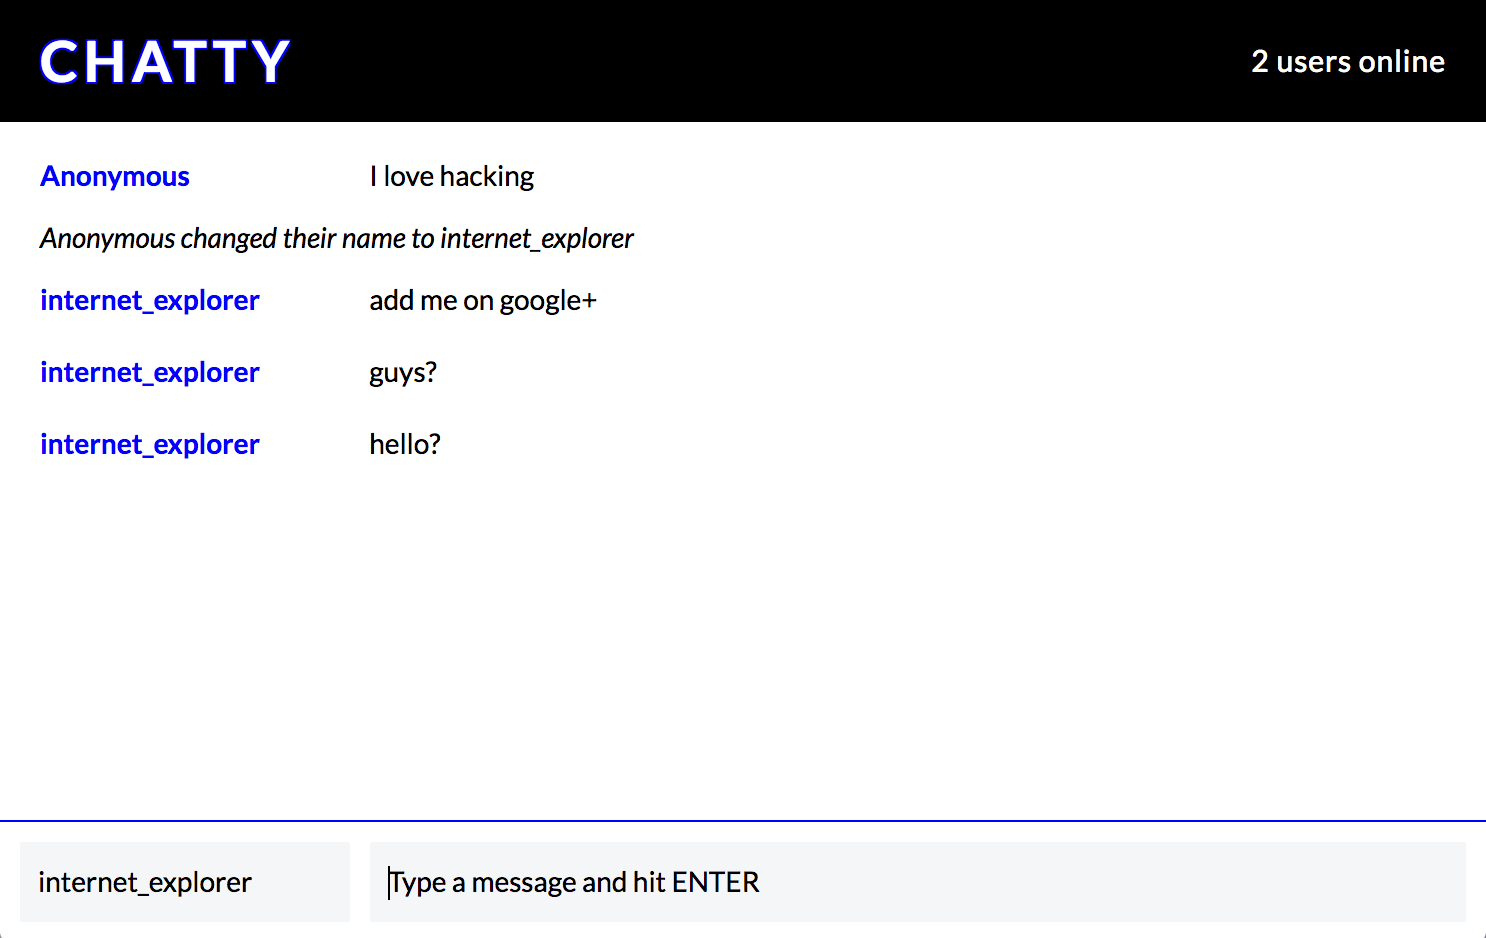 CHATTY
2 users online
Anonymous I love hacking
Anonymous changed their name to internet_explorer
internet_explorer add me on google+
internet_explorer guys?
internet_explorer hello?
internet_explorer Type a message and hit ENTER